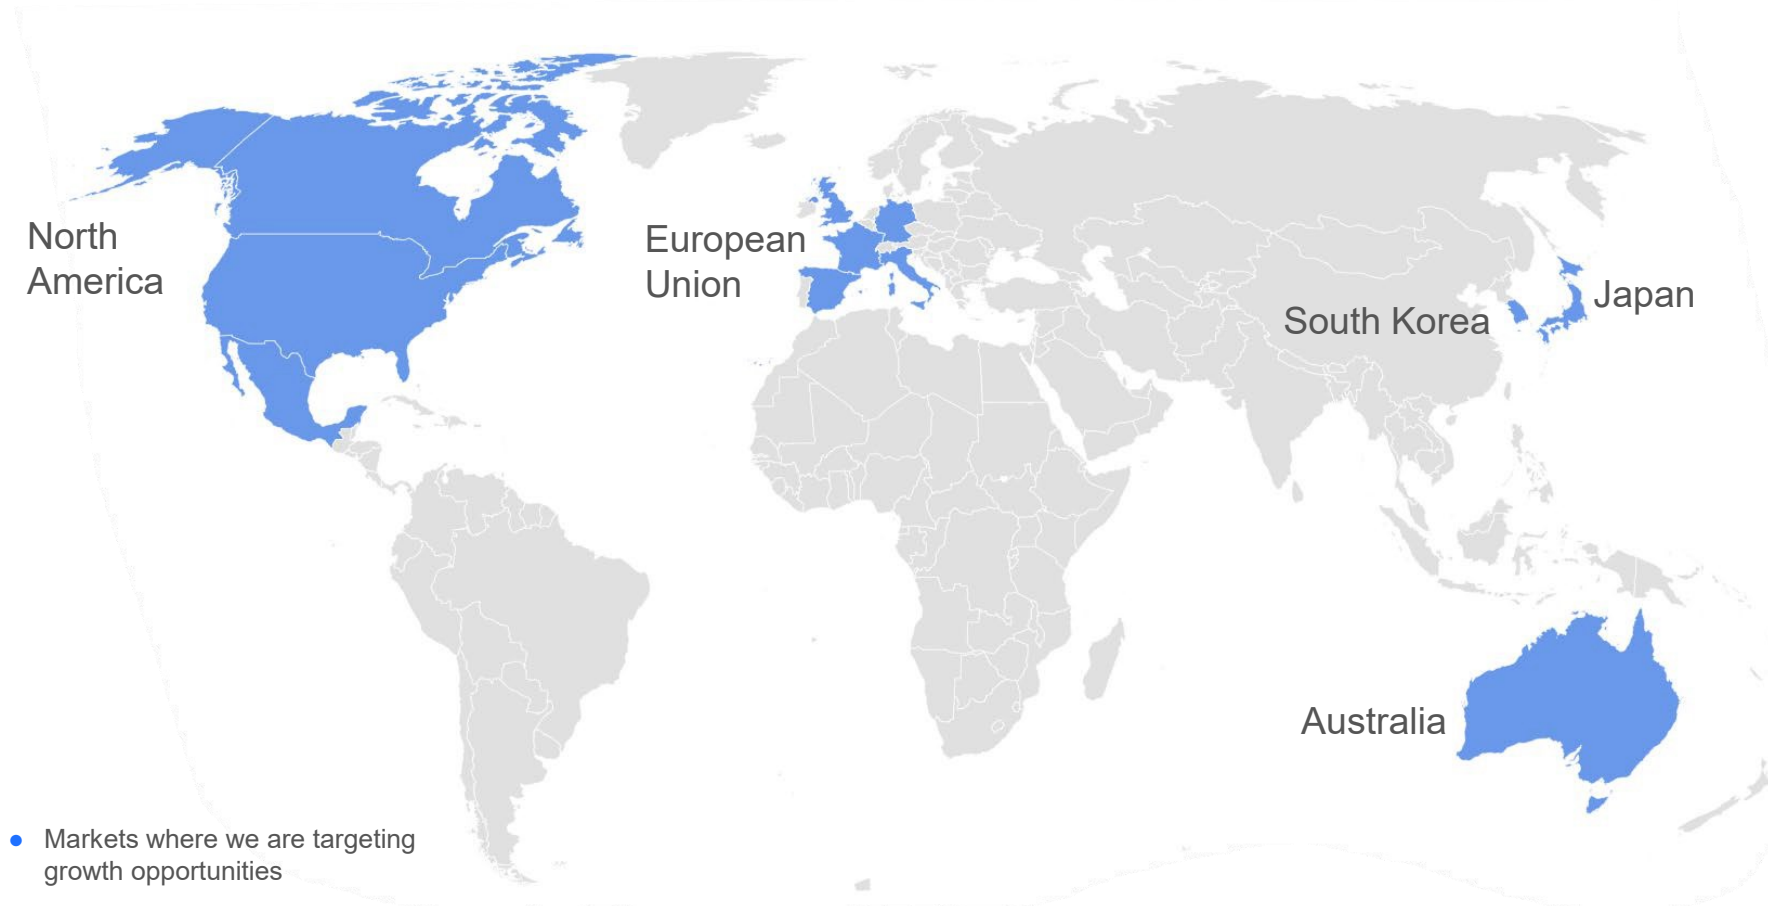 North
America
European
Union
South Korea
Japan
Australia
Markets where we are targeting
growth opportunities